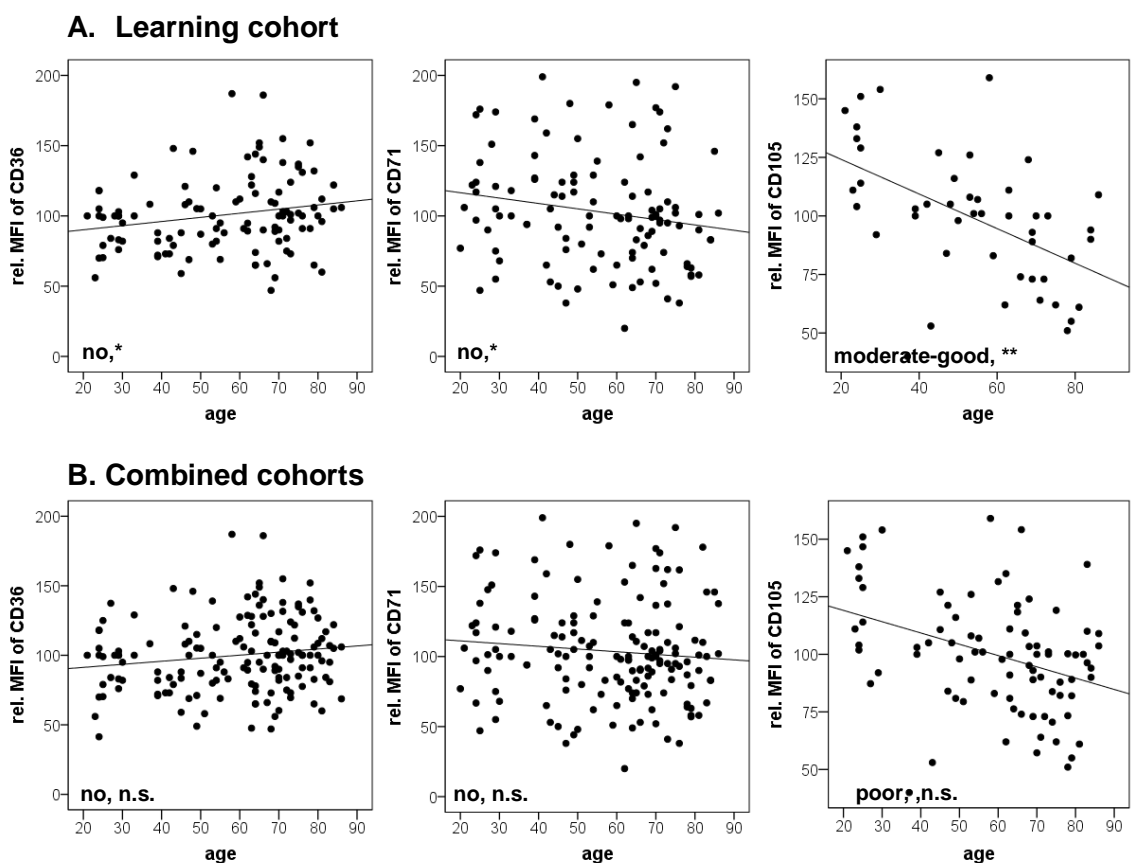 A. Learning cohort
rel. MFI of CD36
200
150
100
50
0
no,*
20 30 40 50 60 70 80 90
age
rel. MFI of CD71
200
150
100
50
0
no,*
20 30 40 50 60 70 80 90
age
rel. MFI of CD105
150
125
100
75
50
moderate-good, **
20 40 60 80
age
B. Combined cohorts
rel. MFI of CD36
200
150
100
50
0
no, n.s.
20 30 40 50 60 70 80 90
age
rel. MFI of CD71
200
150
100
50
0
no, n.s.
20 30 40 50 60 70 80 90
age
rel. MFI of CD105
150
125
100
75
50
poor, ,n.s.
20 30 40 50 60 70 80 90
age